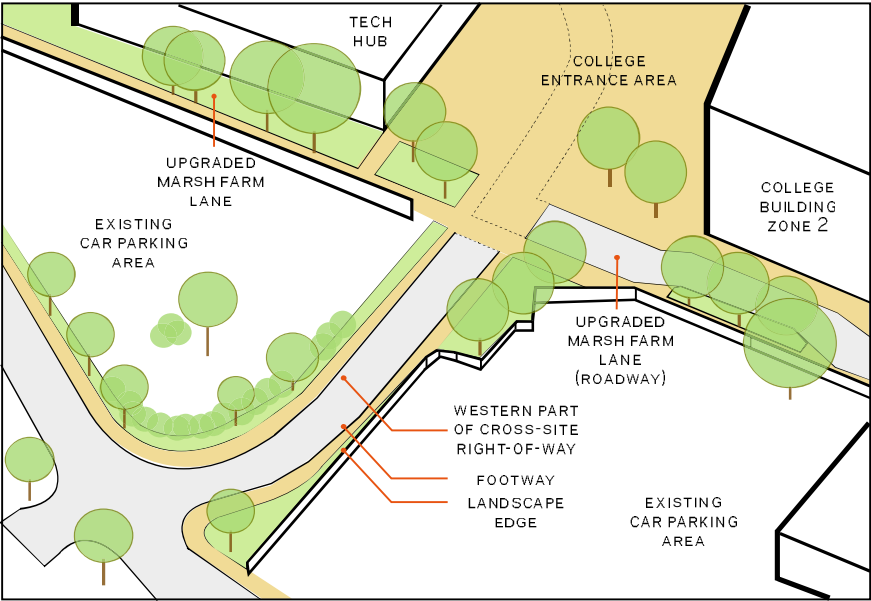 TECH
HUB
COLLEGE
ENTRANCE AREA
UPGRADED
MARSH FARM
LANE
COLLEGE
BUILDING
ZONE 2
EXISTING
CAR PARKING
AREA
UPGRADED
MARSH FARM
LANE
(ROADWAY)
WESTERN PART
OF CROSS-SITE
RIGHT-OF-WAY
FOOTWAY
LANDSCAPE
EDGE
EXISTING
CAR PARKING
AREA